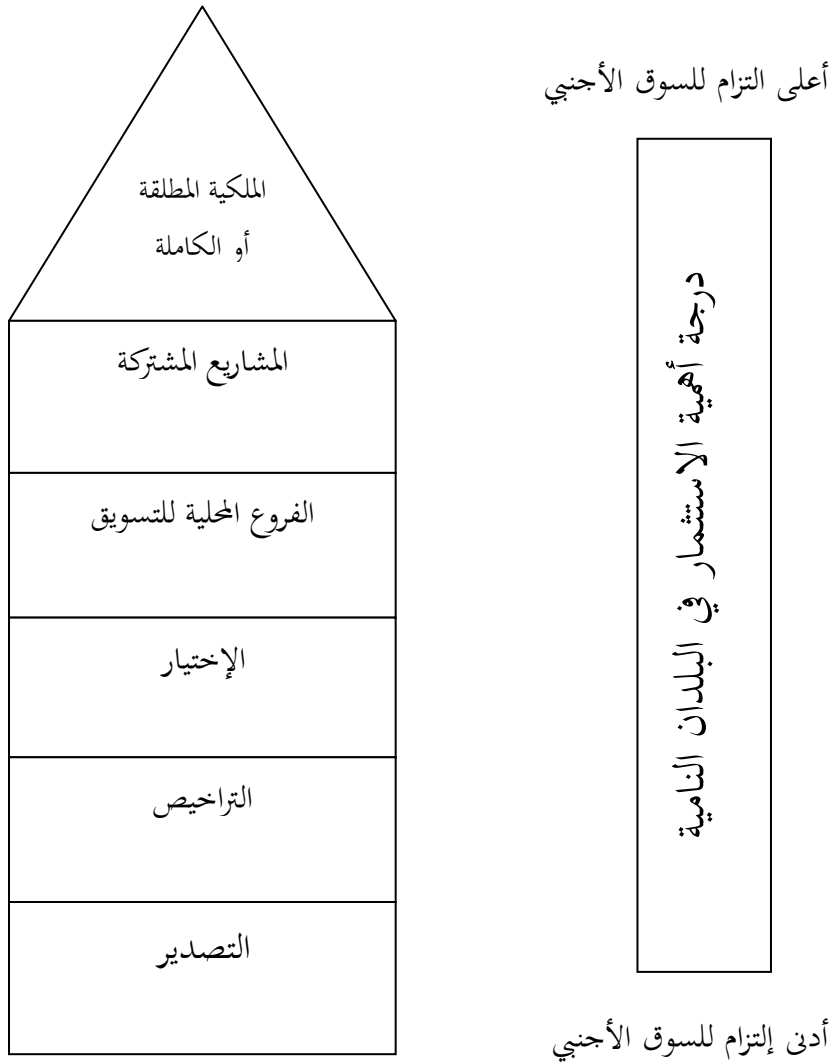 أعلى التزام للسوق الأجنبي
الملكية المطلقة
أو الكاملة
المشاريع المشتركة
الفروع المحلية للتسويق
الإختيار
التراخيص
التصدير
درجة أهمية الاستثمار في البلدان النامية
أدنى إلتزام للسوق الأجنبي